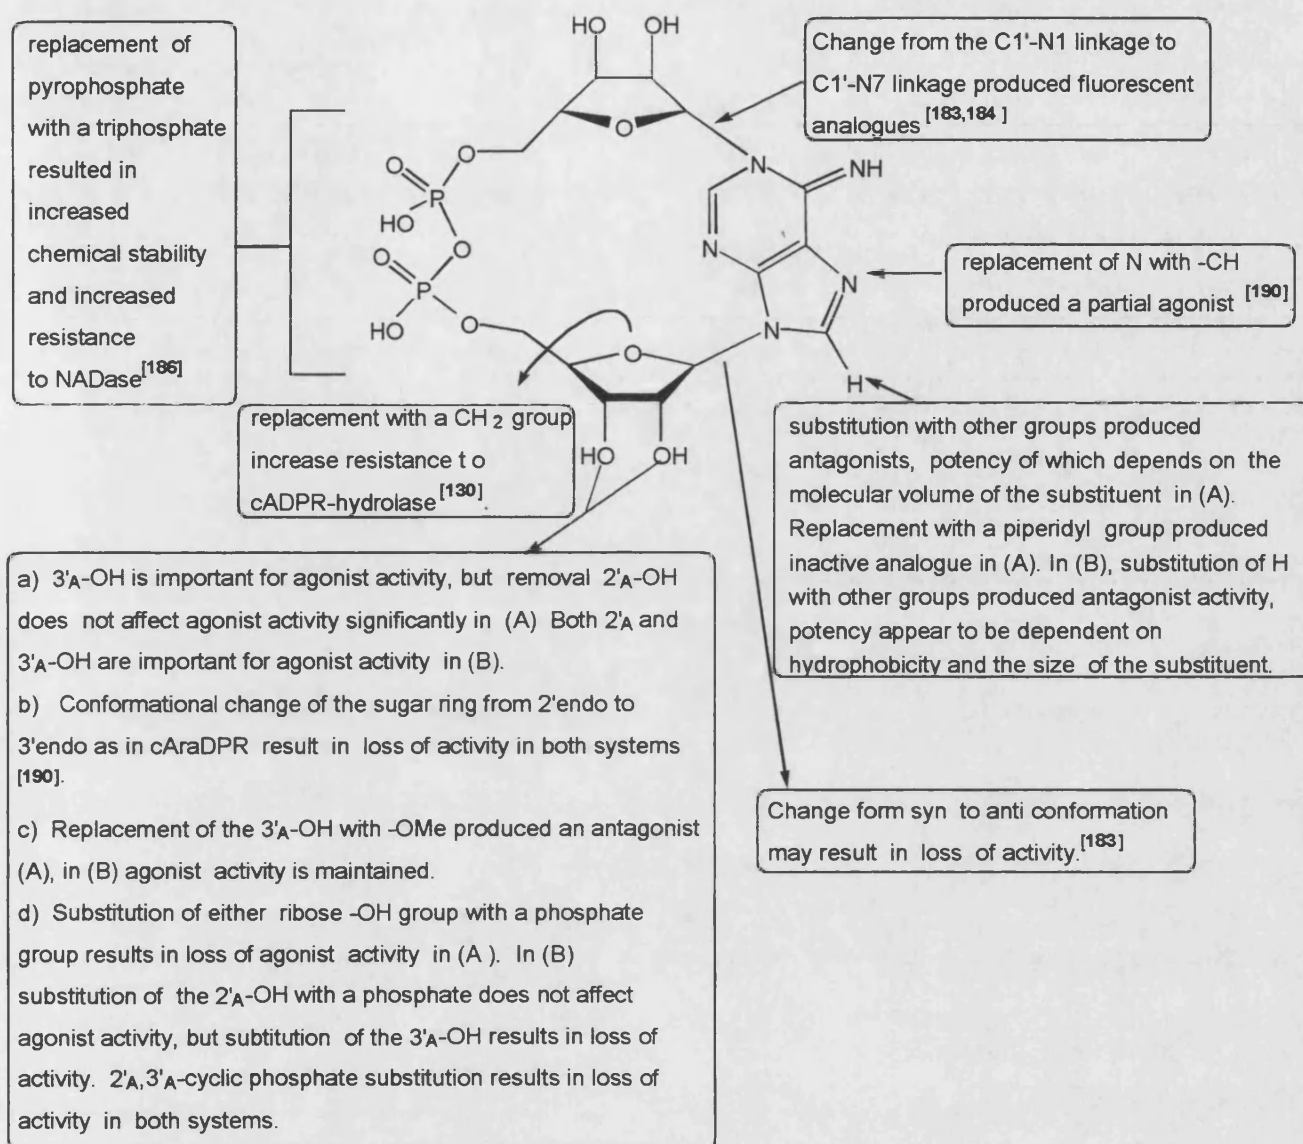 replacement of
pyrophosphate
with a triphosphate
resulted in
increased
chemical stability
and increased
resistance
to NADase[186]
HO OH
O
Change from the C1'-N1 linkage to
C1'-N7 linkage produced fluorescent
analogues [183,184 ]
O
O
P
HO
O
O
P
HO
O
N
NH
N
N
N
O
H
HO OH
replacement of N with -CH
produced a partial agonist [190]
replacement with a CH 2 group
increase resistance t o
cADPR-hydrolase[130].
substitution with other groups produced
antagonists, potency of which depends on the
molecular volume of the substituent in (A).
Replacement with a piperidyl group produced
inactive analogue in (A). In (B), substitution of H
with other groups produced antagonist activity,
potency appear to be dependent on
hydrophobicity and the size of the substituent.
a) 3'A-OH is important for agonist activity, but removal 2'A-OH
does not affect agonist activity significantly in (A) Both 2'A and
3'A-OH are important for agonist activity in (B).
b) Conformational change of the sugar ring from 2'endo to
3'endo as in cAraDPR result in loss of activity in both systems
[190].
c) Replacement of the 3'A-OH with -OMe produced an antagonist
(A), in (B) agonist activity is maintained.
d) Substitution of either ribose -OH group with a phosphate
group results in loss of agonist activity in (A ). In (B)
substitution of the 2'A-OH with a phosphate does not affect
agonist activity, but subtitution of the 3'A-OH results in loss of
activity. 2'A,3'A-cyclic phosphate substitution results in loss of
activity in both systems.
Change form syn to anti conformation
may result in loss of activity.[183]